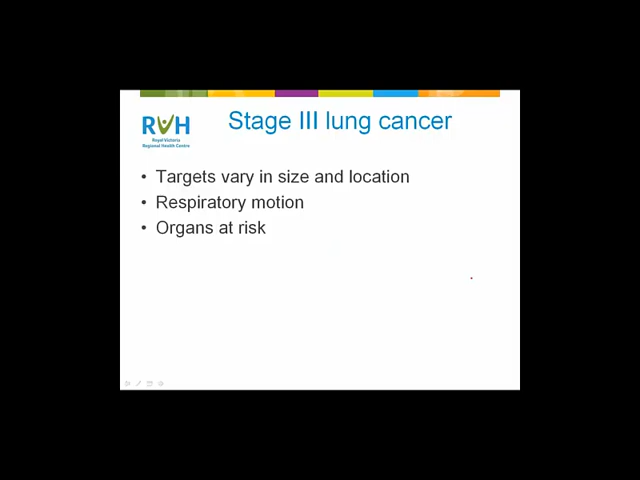 RVH
Royal Victoria
Regional Health Centre
Stage III lung cancer
• Targets vary in size and location
• Respiratory motion
• Organs at risk